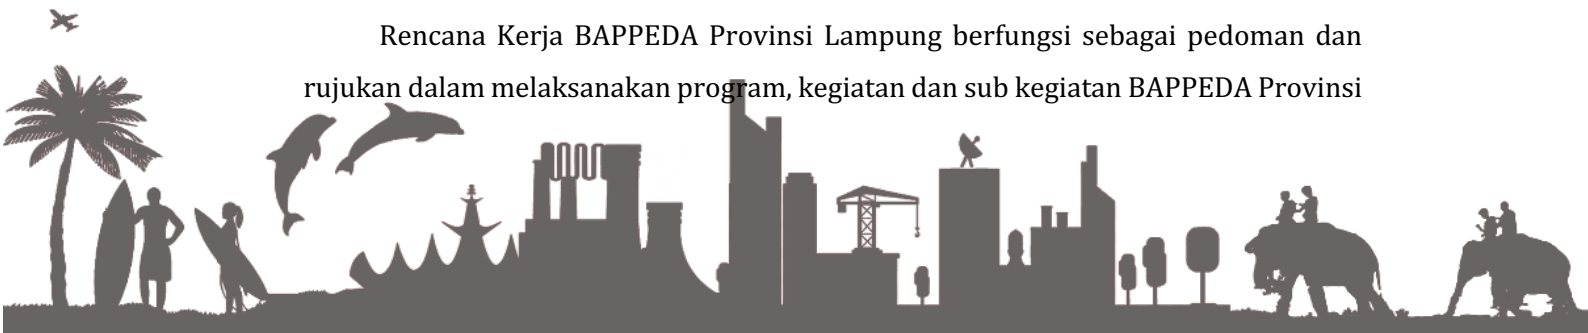 Rencana Kerja BAPPEDA Provinsi Lampung berfungsi sebagai pedoman dan
rujukan dalam melaksanakan program, kegiatan dan sub kegiatan BAPPEDA Provinsi